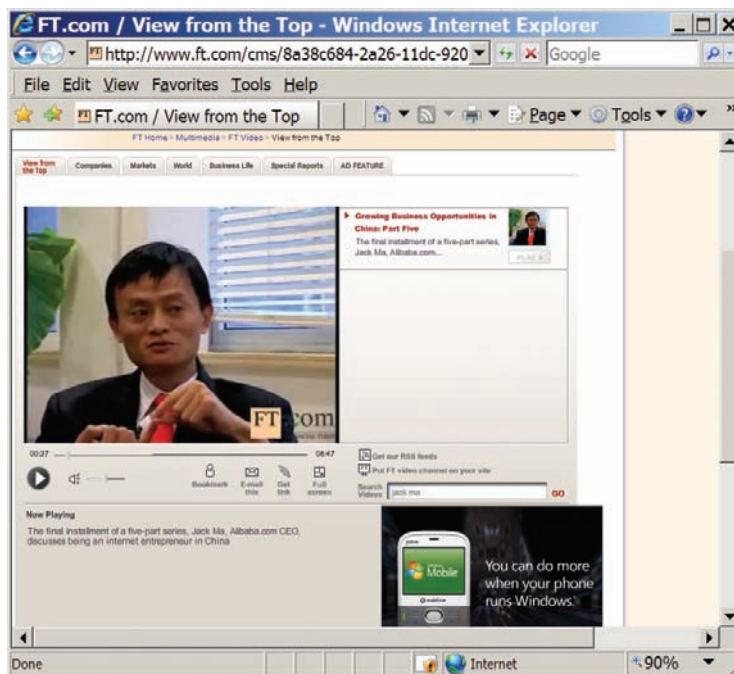 FT.com / View from the Top - Windows Internet Explorer
http://www.ft.com/cms/8a38c684-2a26-11dc-920
Google
File Edit View Favorites Tools Help
FT.com / View from the Top
Page Tools
FT Home > Multimedia > FT Video > View from the Top
View from the Top
Companies Markets World Business Life Special Reports AD FEATURE
Growing Business Opportunities in
China: Part Five
The final installment of a five-part series,
Jack Ma, Alibaba.com...
PLAY
FT.com
FINANCIAL TIMES
00:27
08:47
Bookmark
E-mail this
Get link
Full screen
Get our RSS feeds
Put FT video channel on your site
Search Videos
jack ma
GO
Now Playing
The final installment of a five-part series, Jack Ma, Alibaba.com CEO,
discusses being an internet entrepreneur in China
Mobile
You can do more
when your phone
runs Windows.
Done
Internet
90%